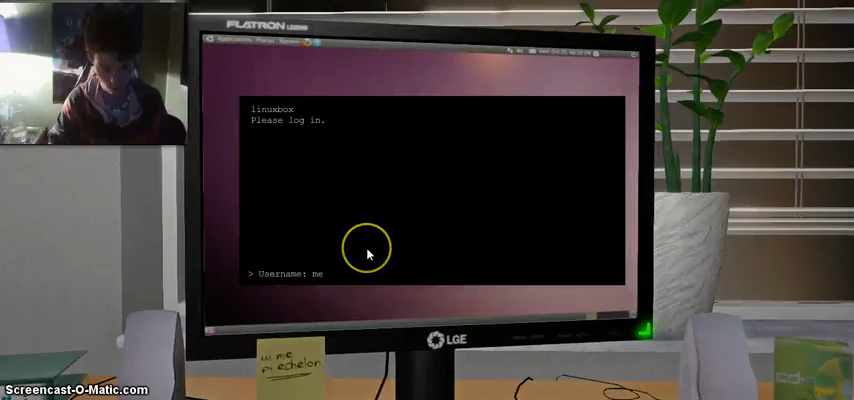 FLATRON
Applications Places System
linuxbox
Please log in.
> Username: me
LGE
u: me
p: echelon
Screencast-O-Matic.com